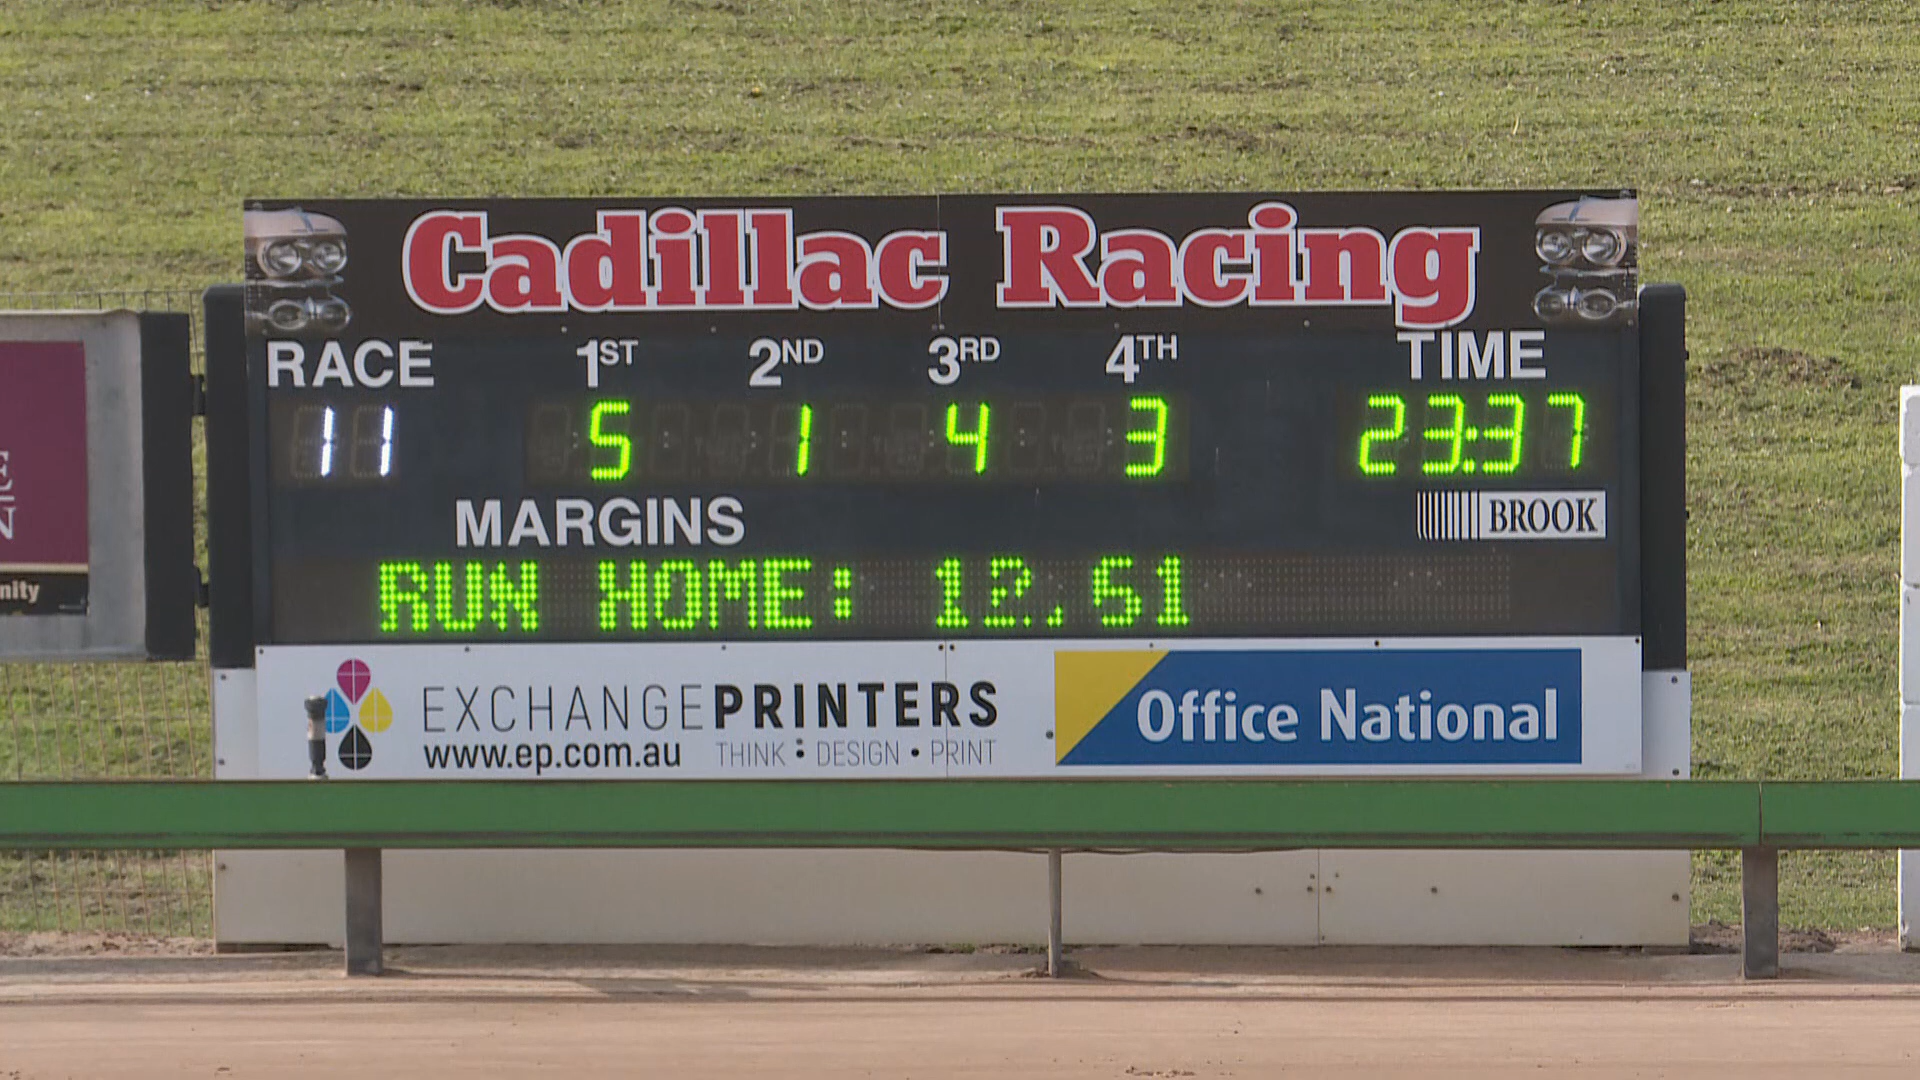 Cadillac Racing
RACE 1ST 2ND 3RD 4TH TIME
11 5 1 4 3 23:37
MARGINS
BROOK
RUN HOME: 12.61
EXCHANGEPRINTERS
www.ep.com.au THINK • DESIGN • PRINT
Office National
E
N
nity